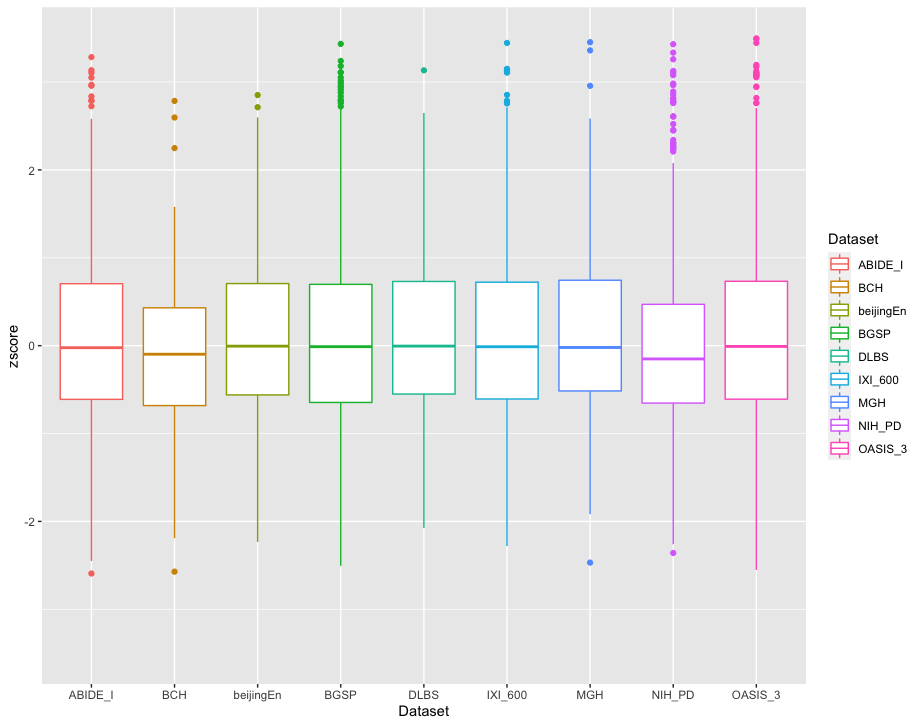 zscore
2
0
-2
ABIDE_I BCH beijingEn BGSP DLBS IXI_600 MGH NIH_PD OASIS_3
Dataset
Dataset
ABIDE_I
BCH
beijingEn
BGSP
DLBS
IXI_600
MGH
NIH_PD
OASIS_3